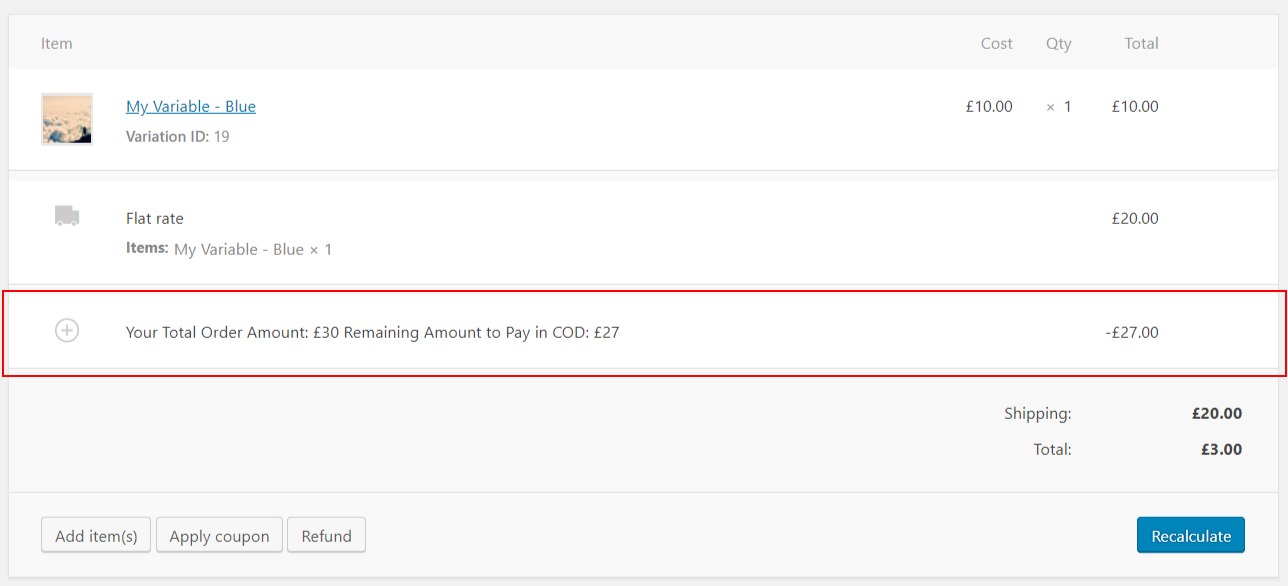 Item Cost Qty Total
My Variable - Blue £10.00 × 1 £10.00
Variation ID: 19
Flat rate £20.00
Items: My Variable - Blue × 1
Your Total Order Amount: £30 Remaining Amount to Pay in COD: £27 -£27.00
Shipping: £20.00
Total: £3.00
Add item(s) Apply coupon Refund Recalculate